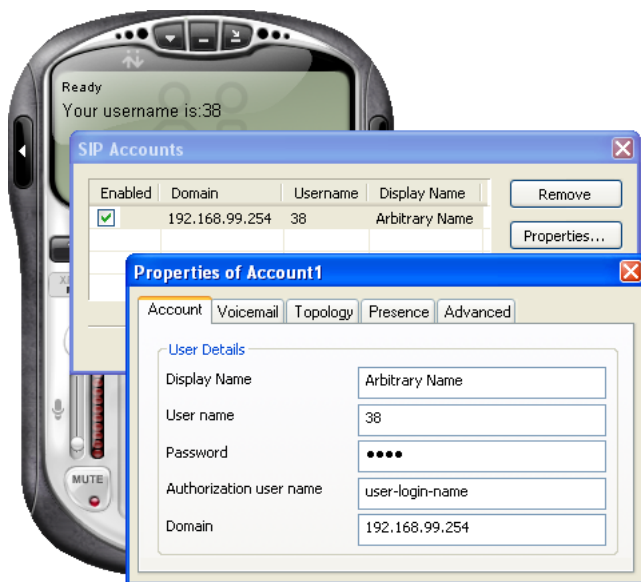 Ready
Your username is:38
SIP Accounts
Enabled Domain Username Display Name
192.168.99.254 38 Arbitrary Name
Remove
Properties...
Properties of Account1
Account Voicemail Topology Presence Advanced
User Details
Display Name Arbitrary Name
User name 38
Password ●●●●
Authorization user name user-login-name
Domain 192.168.99.254
MUTE